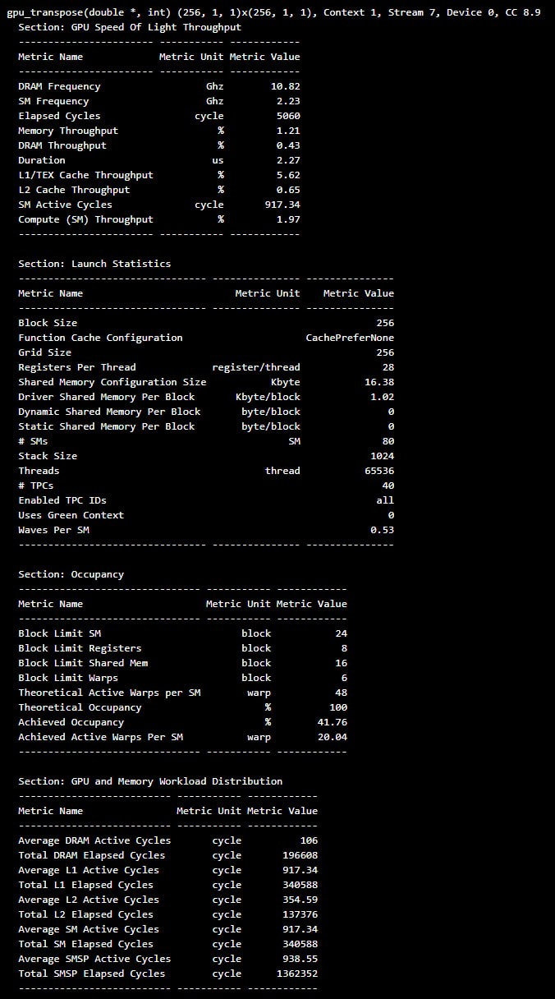 gpu_transpose(double *, int) (256, 1, 1)x(256, 1, 1), Context 1, Stream 7, Device 0, CC 8.9
  Section: GPU Speed Of Light Throughput
  ----------------------- ----------- ------------
  Metric Name             Metric Unit Metric Value
  ----------------------- ----------- ------------
  DRAM Frequency                  Ghz        10.82
  SM Frequency                    Ghz         2.23
  Elapsed Cycles                cycle         5060
  Memory Throughput                 %         1.21
  DRAM Throughput                   %         0.43
  Duration                         us         2.27
  L1/TEX Cache Throughput           %         5.62
  L2 Cache Throughput               %         0.65
  SM Active Cycles              cycle       917.34
  Compute (SM) Throughput           %         1.97
  ----------------------- ----------- ------------

  Section: Launch Statistics
  -------------------------------- --------------- ---------------
  Metric Name                          Metric Unit    Metric Value
  -------------------------------- --------------- ---------------
  Block Size                                                   256
  Function Cache Configuration                     CachePreferNone
  Grid Size                                                    256
  Registers Per Thread             register/thread              28
  Shared Memory Configuration Size           Kbyte           16.38
  Driver Shared Memory Per Block       Kbyte/block            1.02
  Dynamic Shared Memory Per Block       byte/block               0
  Static Shared Memory Per Block        byte/block               0
  # SMs                                         SM              80
  Stack Size                                                  1024
  Threads                                   thread           65536
  # TPCs                                                        40
  Enabled TPC IDs                                              all
  Uses Green Context                                             0
  Waves Per SM                                                0.53
  -------------------------------- --------------- ---------------

  Section: Occupancy
  ------------------------------- ----------- ------------
  Metric Name                     Metric Unit Metric Value
  ------------------------------- ----------- ------------
  Block Limit SM                        block           24
  Block Limit Registers                 block            8
  Block Limit Shared Mem                block           16
  Block Limit Warps                     block            6
  Theoretical Active Warps per SM        warp           48
  Theoretical Occupancy                     %          100
  Achieved Occupancy                        %        41.76
  Achieved Active Warps Per SM           warp        20.04
  ------------------------------- ----------- ------------

  Section: GPU and Memory Workload Distribution
  -------------------------- ----------- ------------
  Metric Name                Metric Unit Metric Value
  -------------------------- ----------- ------------
  Average DRAM Active Cycles       cycle          106
  Total DRAM Elapsed Cycles        cycle       196608
  Average L1 Active Cycles         cycle       917.34
  Total L1 Elapsed Cycles          cycle       340588
  Average L2 Active Cycles         cycle       354.59
  Total L2 Elapsed Cycles          cycle       137376
  Average SM Active Cycles         cycle       917.34
  Total SM Elapsed Cycles          cycle       340588
  Average SMSP Active Cycles       cycle       938.55
  Total SMSP Elapsed Cycles        cycle      1362352
  -------------------------- ----------- ------------